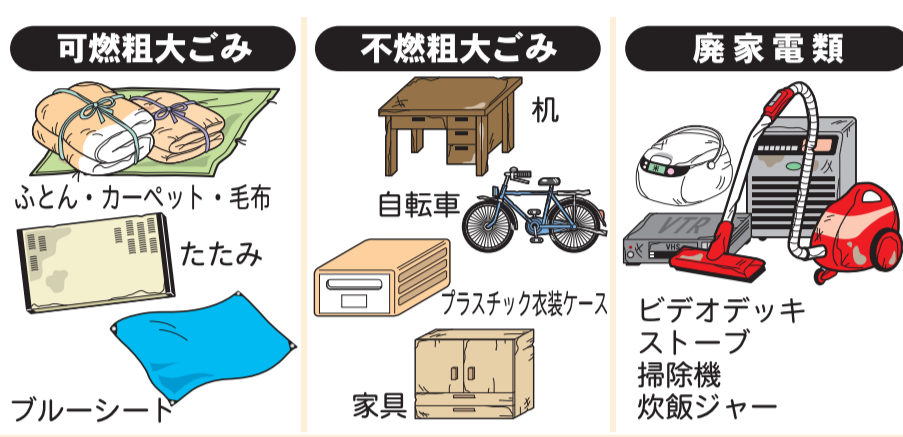 可燃粗大ごみ
ふとん・カーペット・毛布
たたみ
ブルーシート
不燃粗大ごみ
机
自転車
プラスチック衣装ケース
家具
廃家電類
VTR
VHS
ビデオデッキ
ストーブ
掃除機
炊飯ジャー